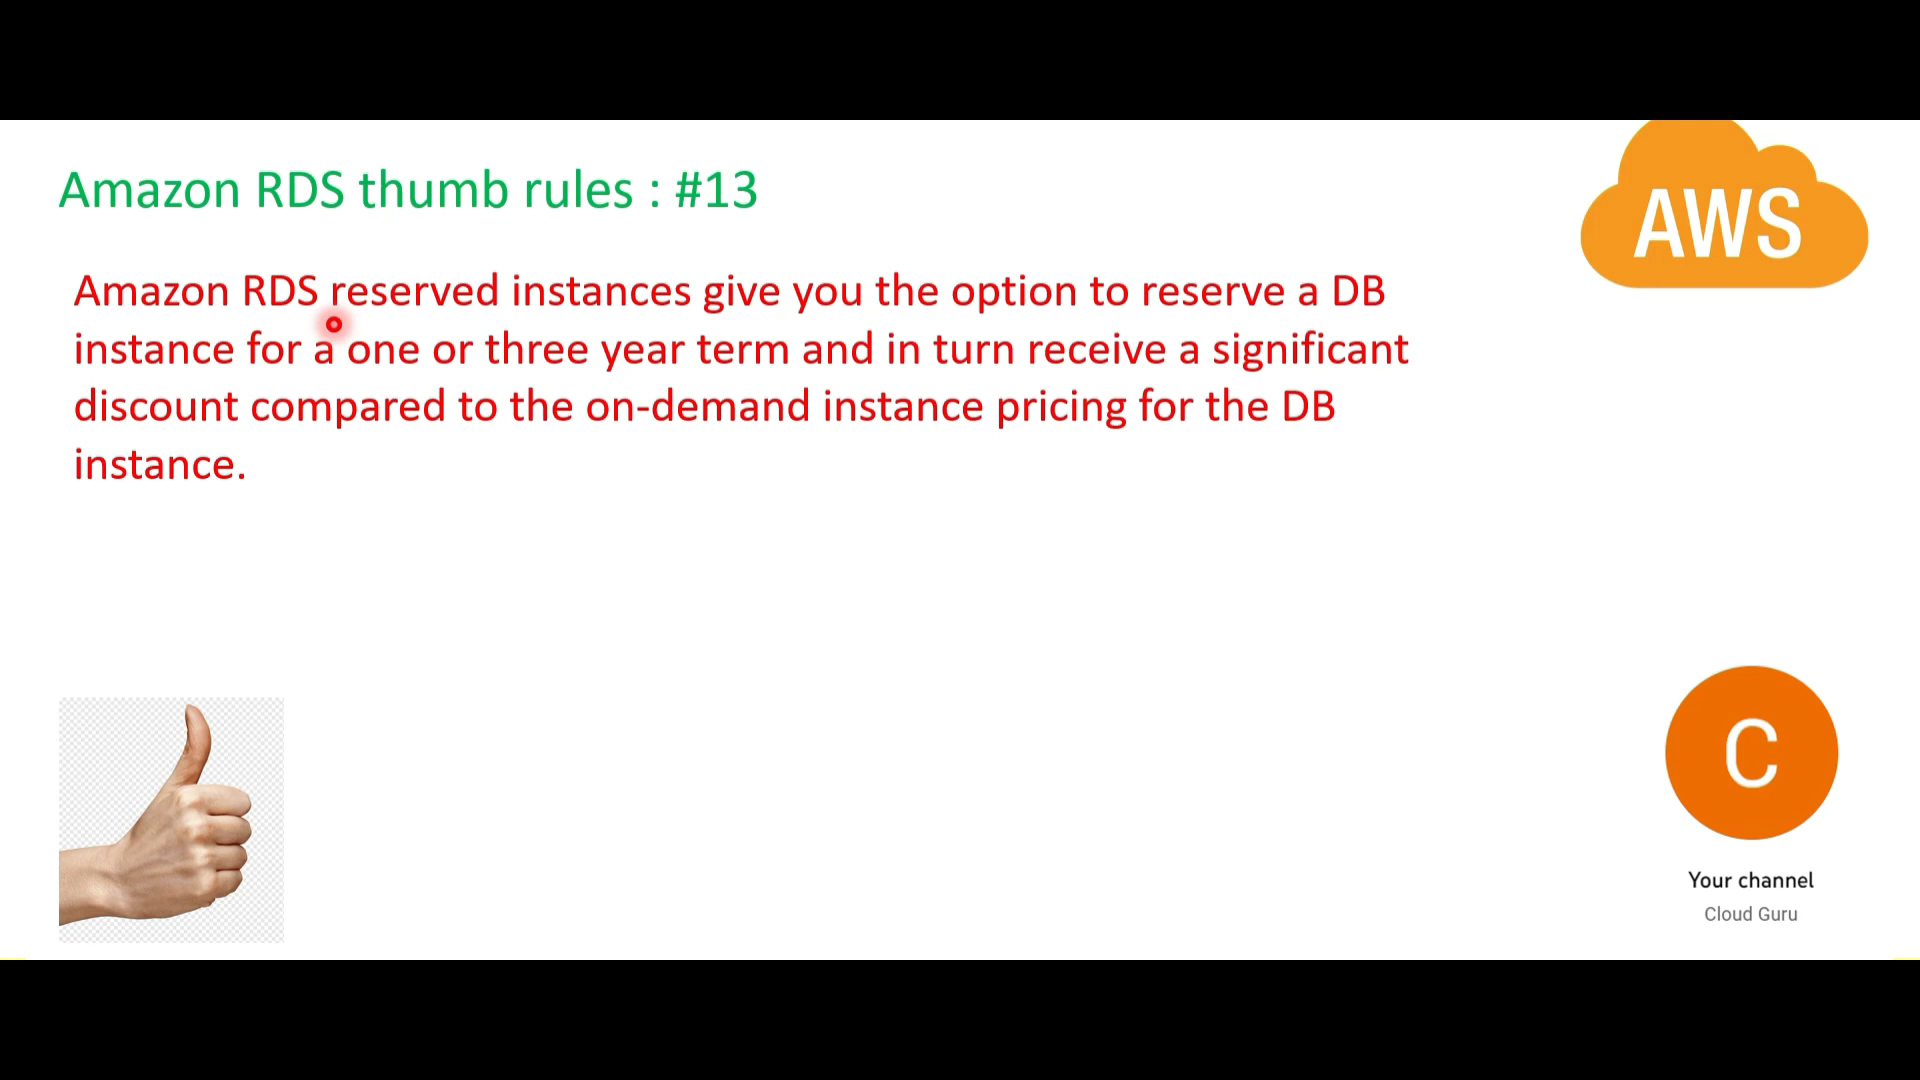 Amazon RDS thumb rules : #13
AWS
Amazon RDS reserved instances give you the option to reserve a DB
instance for a one or three year term and in turn receive a significant
discount compared to the on-demand instance pricing for the DB
instance.
C
Your channel
Cloud Guru